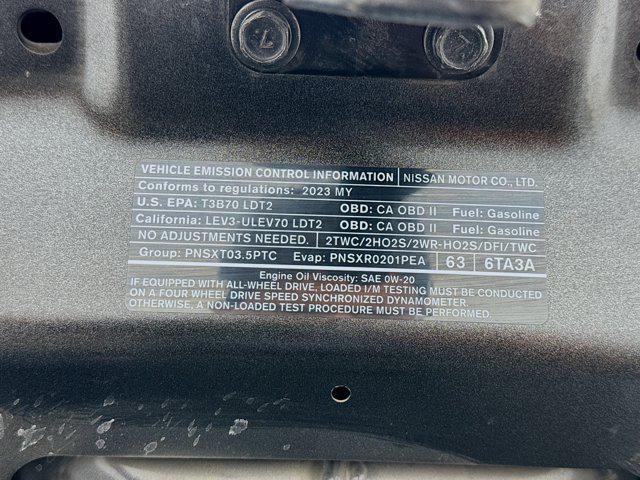 VEHICLE EMISSION CONTROL INFORMATION NISSAN MOTOR CO., LTD.
Conforms to regulations: 2023 MY
U.S. EPA: T3B70 LDT2 OBD: CA OBD II Fuel: Gasoline
California: LEV3-ULEV70 LDT2 OBD: CA OBD II Fuel: Gasoline
NO ADJUSTMENTS NEEDED. 2TWC/2HO2S/2WR-HO2S/DFI/TWC
Group: PNSXT03.5PTC Evap: PNSXR0201PEA 63 6TA3A
Engine Oil Viscosity: SAE 0W-20
IF EQUIPPED WITH ALL-WHEEL DRIVE, LOADED I/M TESTING MUST BE CONDUCTED
ON A FOUR WHEEL DRIVE SPEED SYNCHRONIZED DYNAMOMETER.
OTHERWISE, A NON-LOADED TEST PROCEDURE MUST BE PERFORMED.